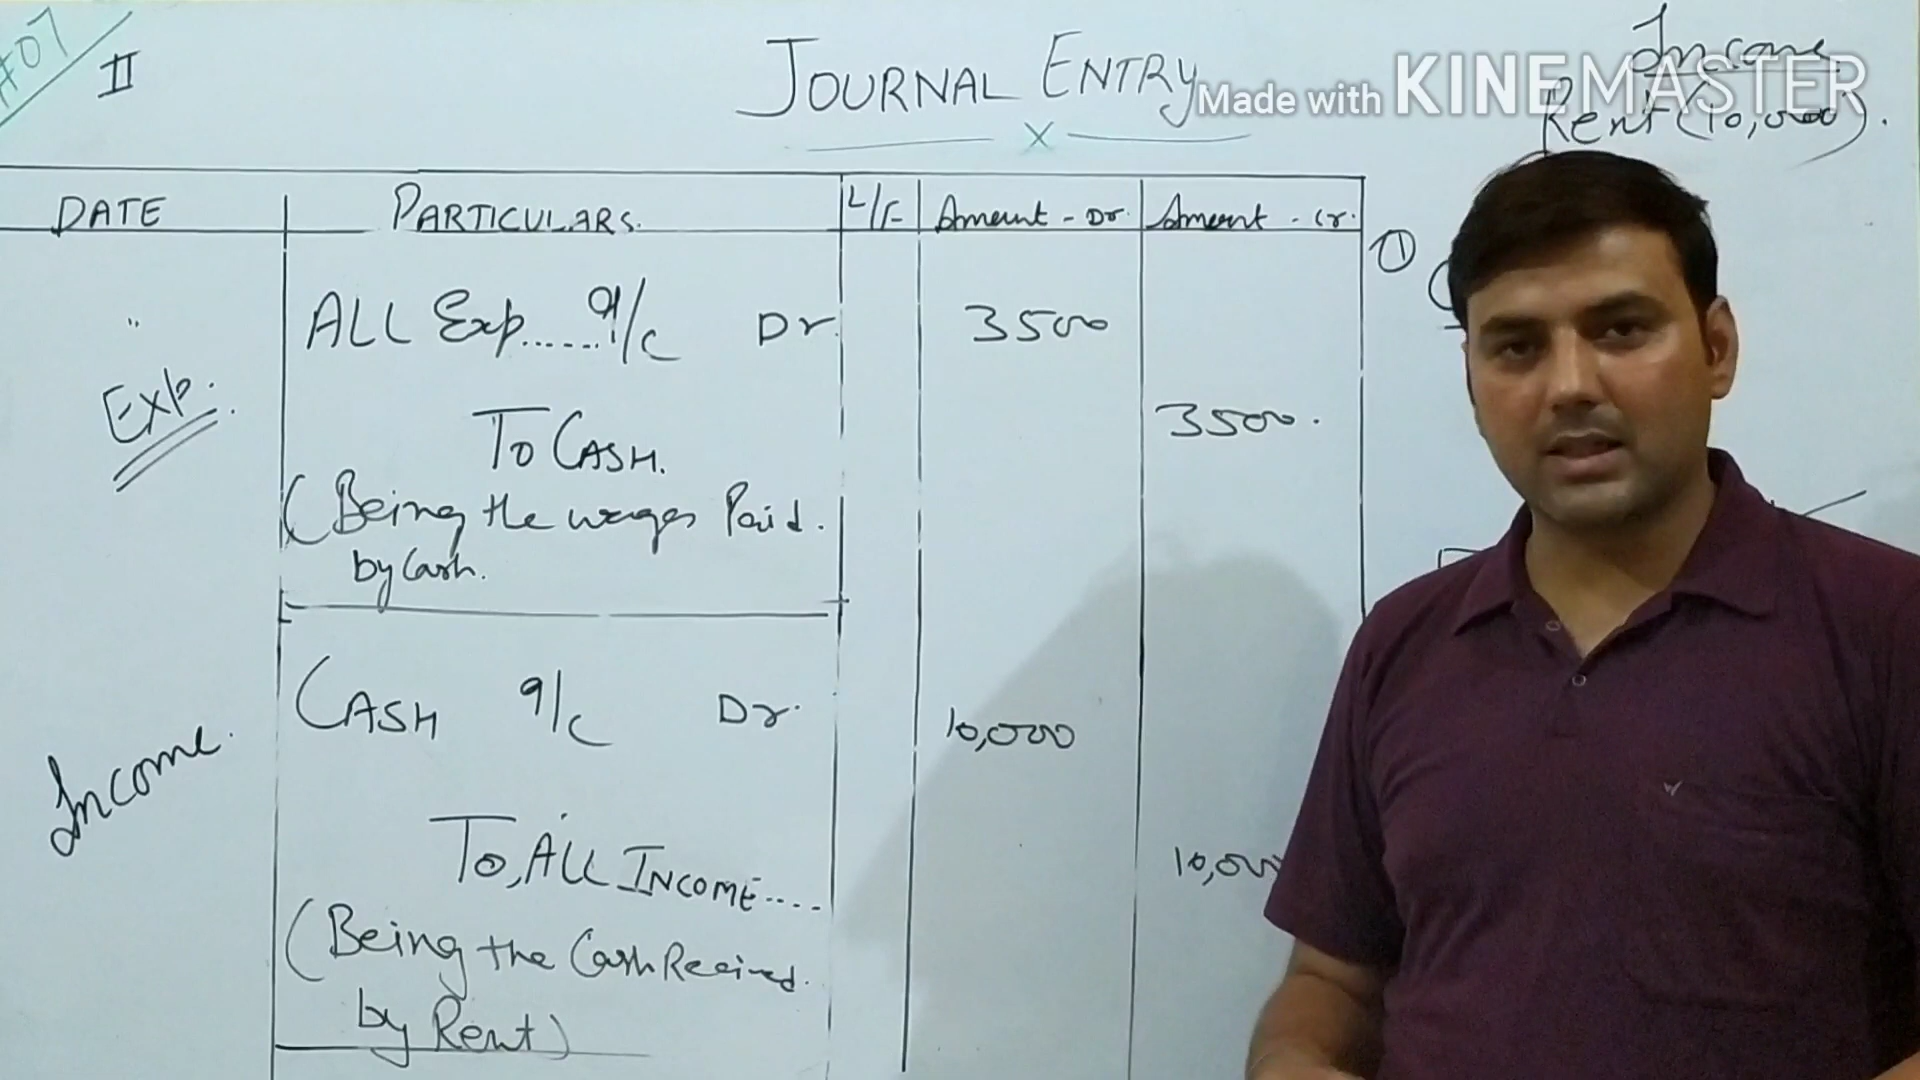 #07
II
JOURNAL ENTRY
Made with KINEMASTER
Income
Rent (10,000).
x
DATE PARTICULARS. L/F Amount - Dr. Amount - Cr.
①
" ALL Exp......a/c Dr. 3500
Exp.
To CASH. 3500.
(Being the wages Paid.
by Cash.
CASH a/c Dr. 10,000
Income.
To, ALL INCOME.... 10,000
(Being the Cash Recived.
by Rent)